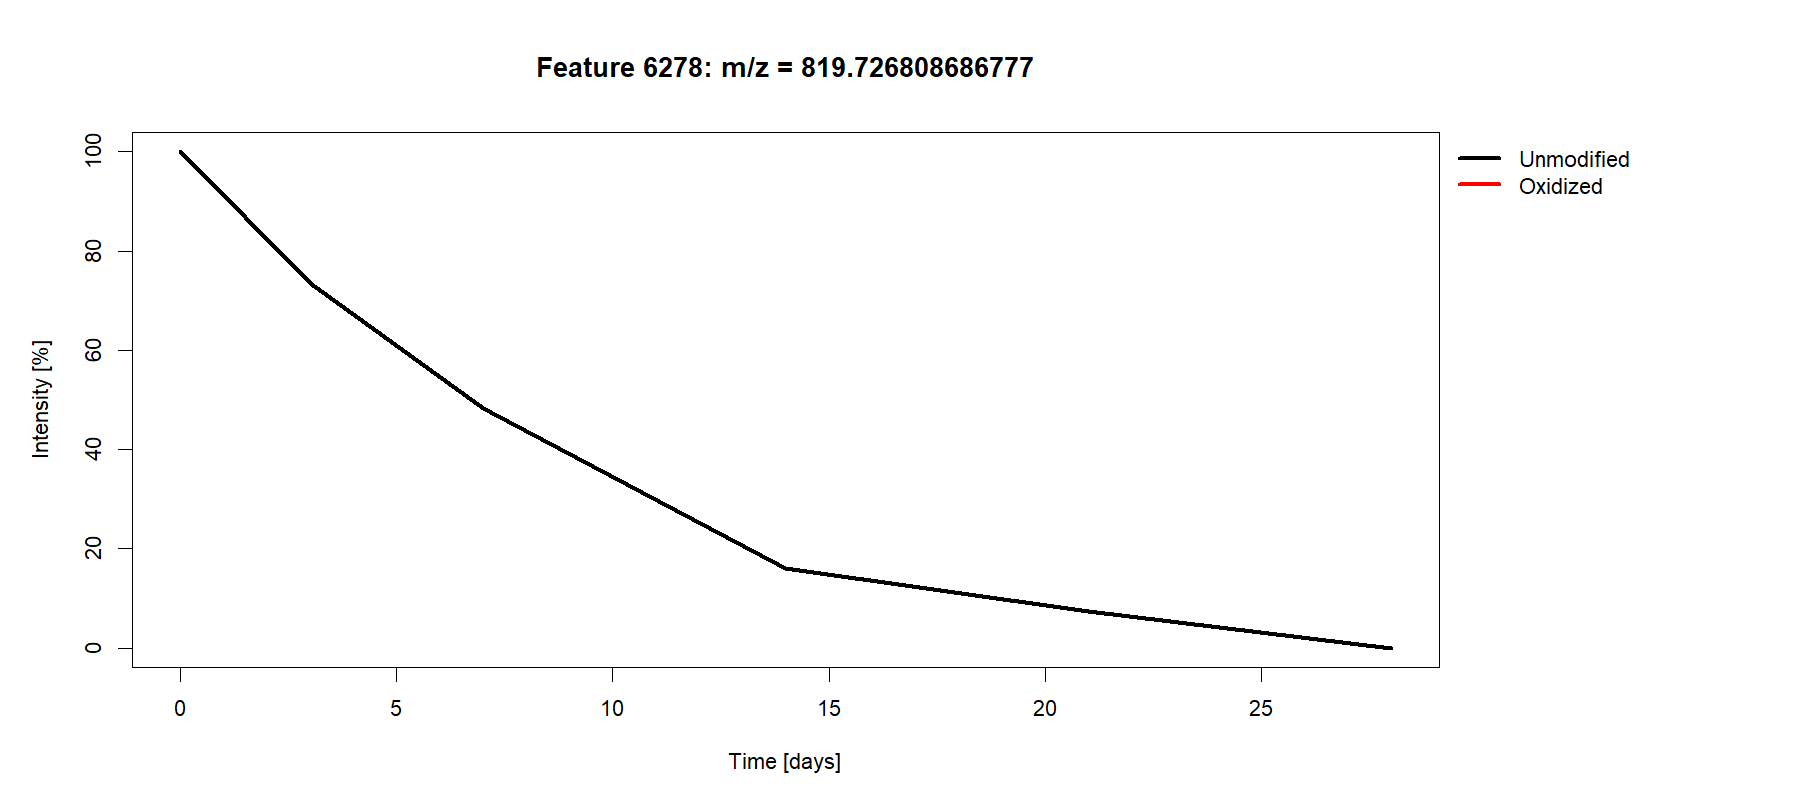 Feature 6278: m/z = 819.726808686777
Unmodified
Oxidized
Intensity [%]
100
80
60
40
20
0
0 5 10 15 20 25
Time [days]